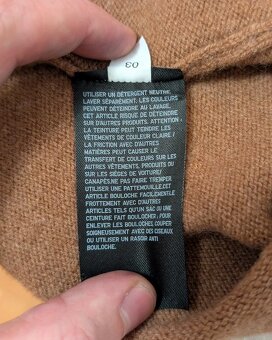 03
UTILISER UN DÉTERGENT NEUTRE,
LAVER SÉPARÉMENT. LES COULEURS
PEUVENT DÉTEINDRE AU LAVAGE.
CET ARTICLE RISQUE DE DÉTEINDRE
SUR D'AUTRES PRODUITS. ATTENTION
LA TEINTURE PEUT TEINDRE LES
VÊTEMENTS DE COULEUR CLAIRE /
LA FRICTION AVEC D'AUTRES
MATIÈRES PEUT CAUSER UN
TRANSFERT DE COULEURS SUR LES
AUTRES VÊTEMENTS, PRODUITS OU
SUR LES SIÈGES DE VOITURE/
CANAPÉS.NE PAS FAIRE TREMPER
UTILISER UNE PATTEMOUILLE.CET
ARTICLE BOULOCHE FACILEMENT/LE
FROTTEMENT AVEC D'AUTRES
ARTICLES TELS QU'UN SAC /U UNE
CEINTURE FAIT BOULOCHER. POUR
ENLEVER LES BOULOCHES COUPER
SOIGNEUSEMENT AVEC DES CISEAUX
OU UTILISER UN RASOIR ANTI
BOULOCHE.